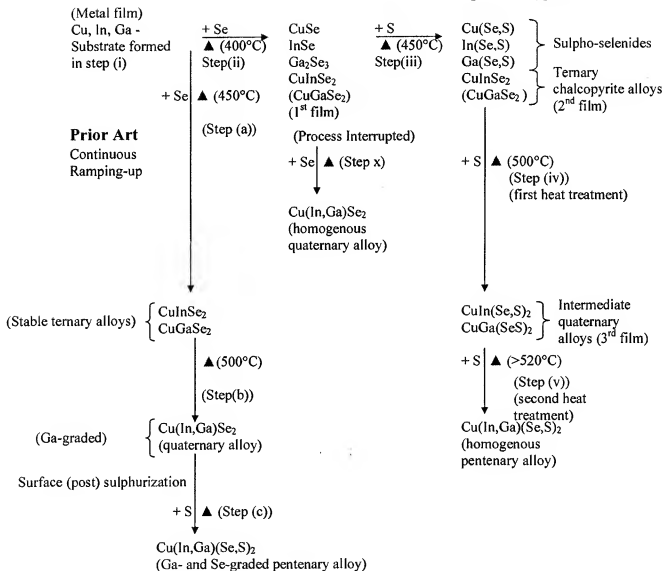 (Metal film)
Cu, In, Ga -
Substrate formed
in step (i)
+ Se
▲ (400°C)
Step(ii)
CuSe
InSe
Ga₂Se₃
CuInSe₂
(CuGaSe₂)
(1st film)
+ S
▲ (450°C)
Step(iii)
Cu(Se,S)
In(Se,S)
Ga(Se,S)
CuInSe₂
(CuGaSe₂ )
Sulpho-selenides
Ternary
chalcopyrite alloys
(2nd film)
+ Se ▲ (450°C)
(Step (a))
Prior Art
Continuous
Ramping-up
(Process Interrupted)
+ Se ▲ (Step x)
Cu(In,Ga)Se₂
(homogenous
quaternary alloy)
+ S ▲ (500°C)
(Step (iv))
(first heat treatment)
(Stable ternary alloys)
CuInSe₂
CuGaSe₂
CuIn(Se,S)₂
CuGa(SeS)₂
Intermediate
quaternary
alloys (3rd film)
▲ (500°C)
(Step(b))
+ S ▲ (>520°C)
(Step (v))
(second heat
treatment)
(Ga-graded)
Cu(In,Ga)Se₂
(quaternary alloy)
Cu(In,Ga)(Se,S)₂
(homogenous
pentenary alloy)
Surface (post) sulphurization
+ S ▲ (Step (c))
Cu(In,Ga)(Se,S)₂
(Ga- and Se-graded pentenary alloy)